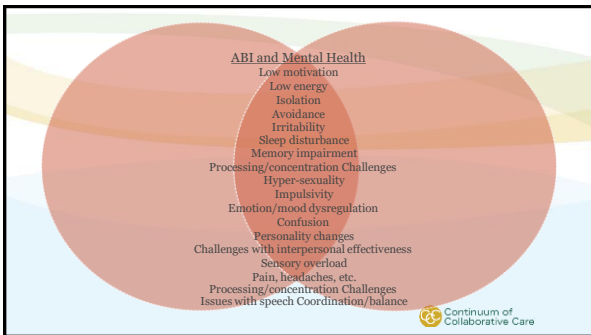 ABI and Mental Health
Low motivation
Low energy
Isolation
Avoidance
Irritability
Sleep disturbance
Memory impairment
Processing/concentration Challenges
Hyper-sexuality
Impulsivity
Emotion/mood dysregulation
Confusion
Personality changes
Challenges with interpersonal effectiveness
Sensory overload
Pain, headaches, etc.
Processing/concentration Challenges
Issues with speech Coordination/balance
Continuum of
Collaborative Care